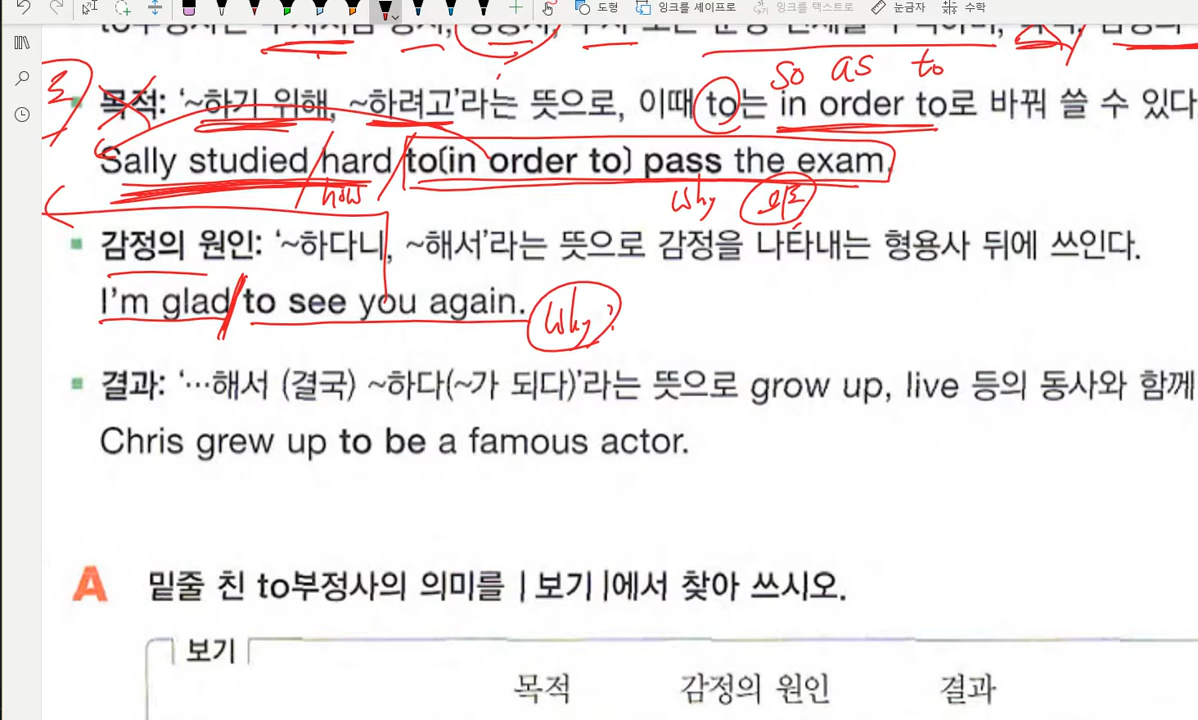 도형 잉크를 셰이프로 잉크를 텍스트로 눈금자 수학
so as to
목적: '~하기 위해, ~하려고'라는 뜻으로, 이때 to는 in order to로 바꿔 쓸 수 있다
Sally studied hard to(in order to) pass the exam.
how why
감정의 원인: '~하다니, ~해서'라는 뜻으로 감정을 나타내는 형용사 뒤에 쓰인다.
I'm glad to see you again. why?
결과: '…해서 (결국) ~하다(~가 되다)'라는 뜻으로 grow up, live 등의 동사와 함께
Chris grew up to be a famous actor.
A 밑줄 친 to부정사의 의미를 | 보기 |에서 찾아 쓰시오.
보기
목적 감정의 원인 결과